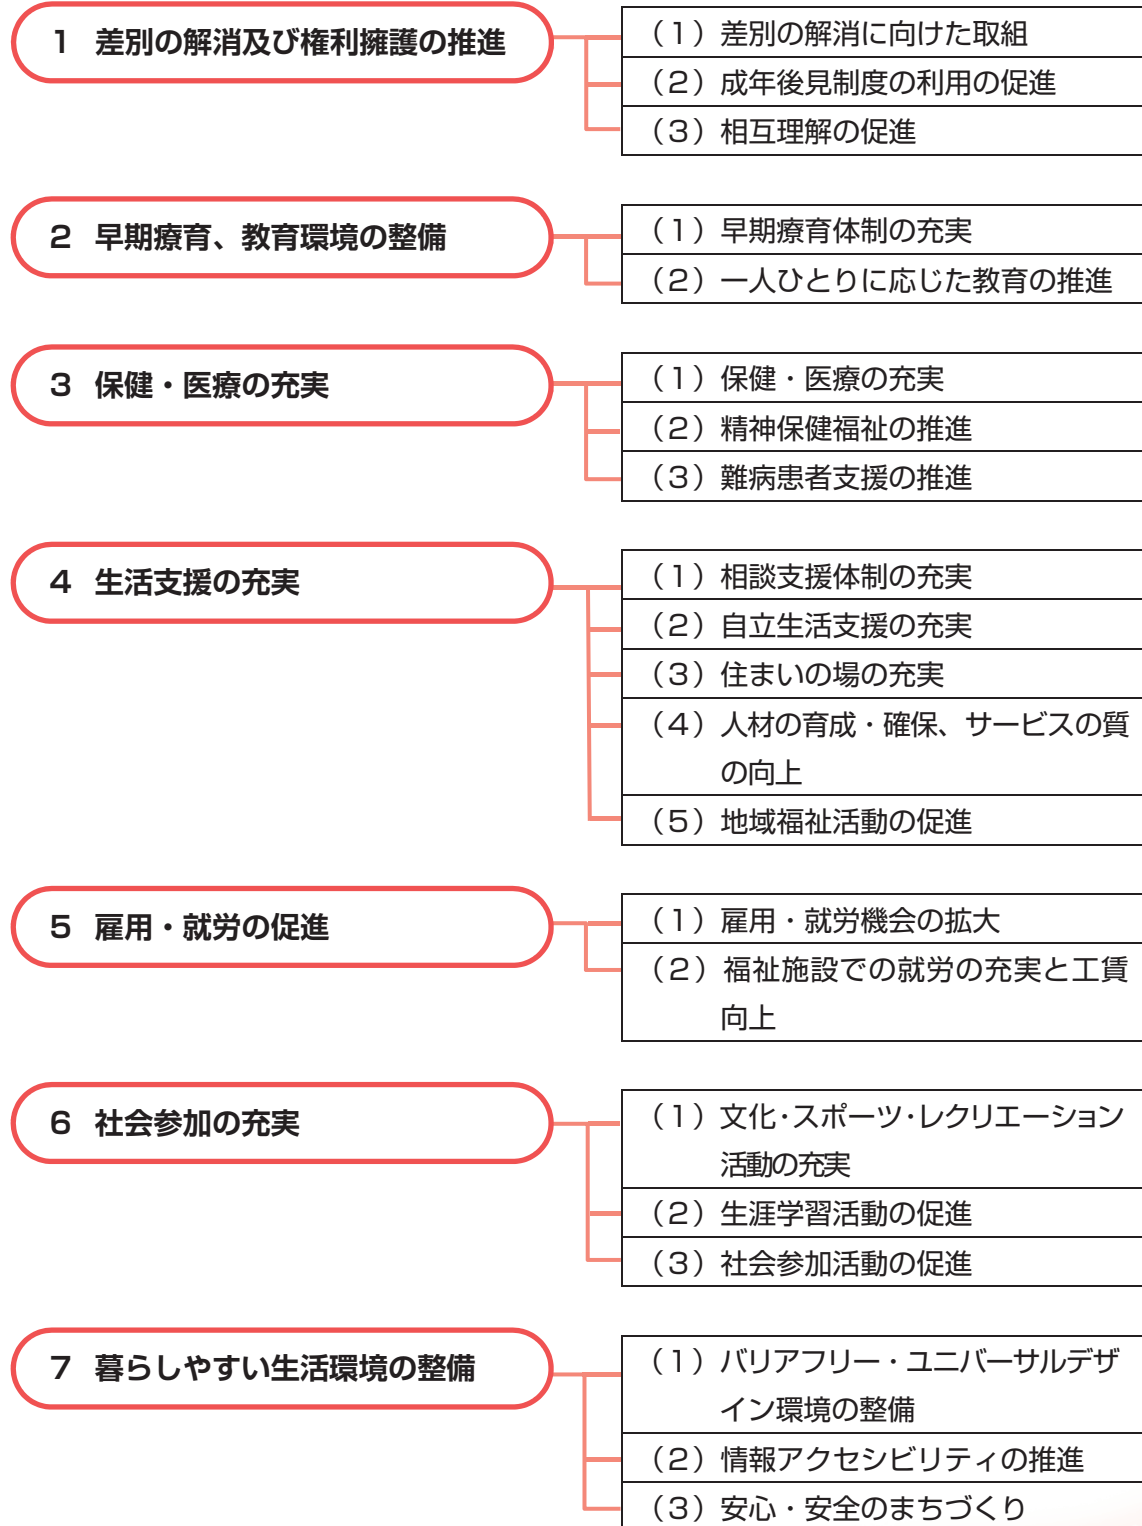 1 差別の解消及び権利擁護の推進
（1）差別の解消に向けた取組
（2）成年後見制度の利用の促進
（3）相互理解の促進
2 早期療育、教育環境の整備
（1）早期療育体制の充実
（2）一人ひとりに応じた教育の推進
3 保健・医療の充実
（1）保健・医療の充実
（2）精神保健福祉の推進
（3）難病患者支援の推進
4 生活支援の充実
（1）相談支援体制の充実
（2）自立生活支援の充実
（3）住まいの場の充実
（4）人材の育成・確保、サービスの質
の向上
（5）地域福祉活動の促進
5 雇用・就労の促進
（1）雇用・就労機会の拡大
（2）福祉施設での就労の充実と工賃
向上
6 社会参加の充実
（1）文化・スポーツ・レクリエーション
活動の充実
（2）生涯学習活動の促進
（3）社会参加活動の促進
7 暮らしやすい生活環境の整備
（1）バリアフリー・ユニバーサルデザ
イン環境の整備
（2）情報アクセシビリティの推進
（3）安心・安全のまちづくり